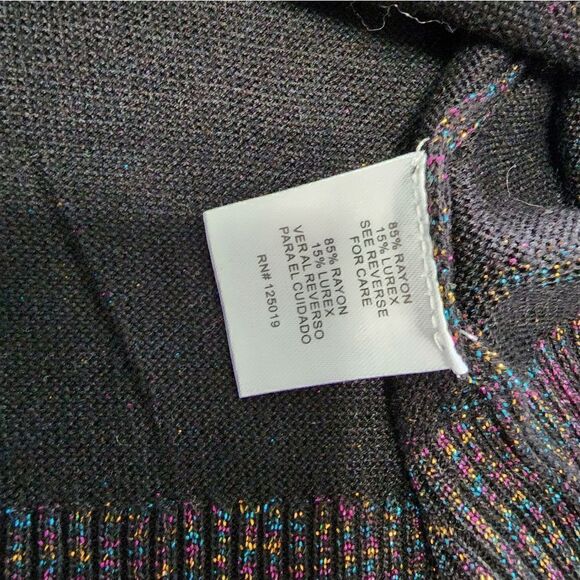 85% RAYON
15% LUREX
SEE REVERSE
FOR CARE
85% RAYON
15% LUREX
VER AL REVERSO
PARA EL CUIDADO
RN# 125019